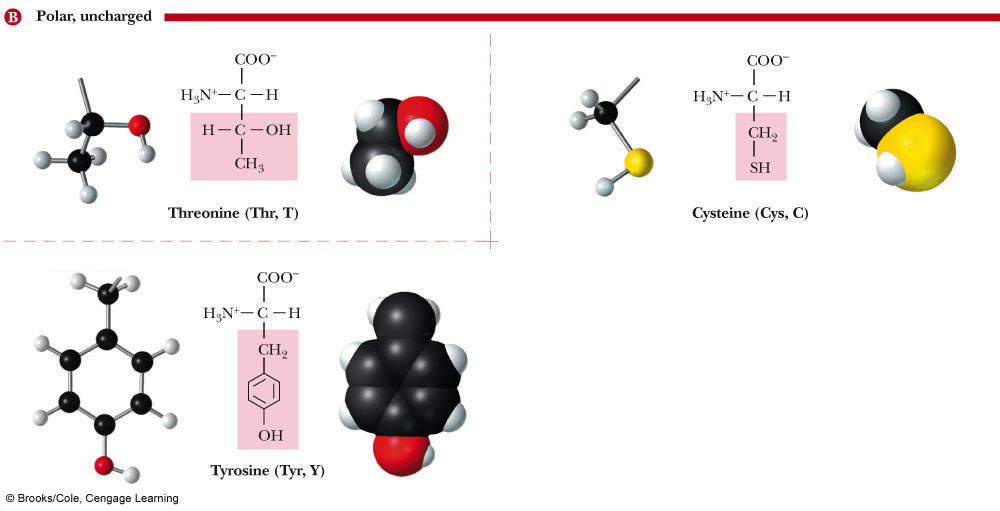 B Polar, uncharged
COO⁻
H₃N⁺—C—H
H—C—OH
CH₃
Threonine (Thr, T)
COO⁻
H₃N⁺—C—H
CH₂
SH
Cysteine (Cys, C)
COO⁻
H₃N⁺—C—H
CH₂
OH
Tyrosine (Tyr, Y)
© Brooks/Cole, Cengage Learning